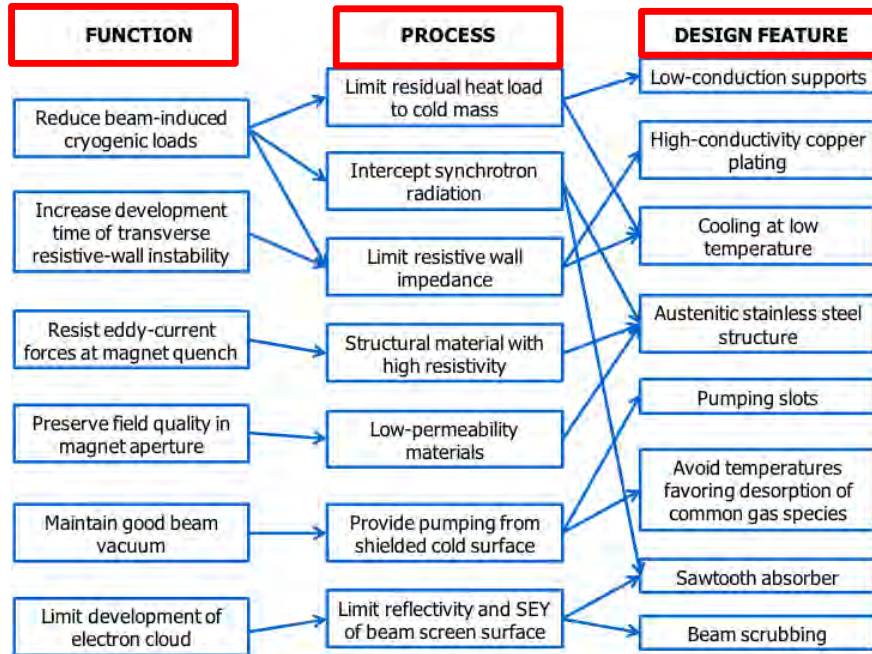 FUNCTION
PROCESS
DESIGN FEATURE
Reduce beam-induced
cryogenic loads
Increase development
time of transverse
resistive-wall instability
Resist eddy-current
forces at magnet quench
Preserve field quality in
magnet aperture
Maintain good beam
vacuum
Limit development of
electron cloud
Limit residual heat load
to cold mass
Intercept synchrotron
radiation
Limit resistive wall
impedance
Structural material with
high resistivity
Low-permeability
materials
Provide pumping from
shielded cold surface
Limit reflectivity and SEY
of beam screen surface
Low-conduction supports
High-conductivity copper
plating
Cooling at low
temperature
Austenitic stainless steel
structure
Pumping slots
Avoid temperatures
favoring desorption of
common gas species
Sawtooth absorber
Beam scrubbing